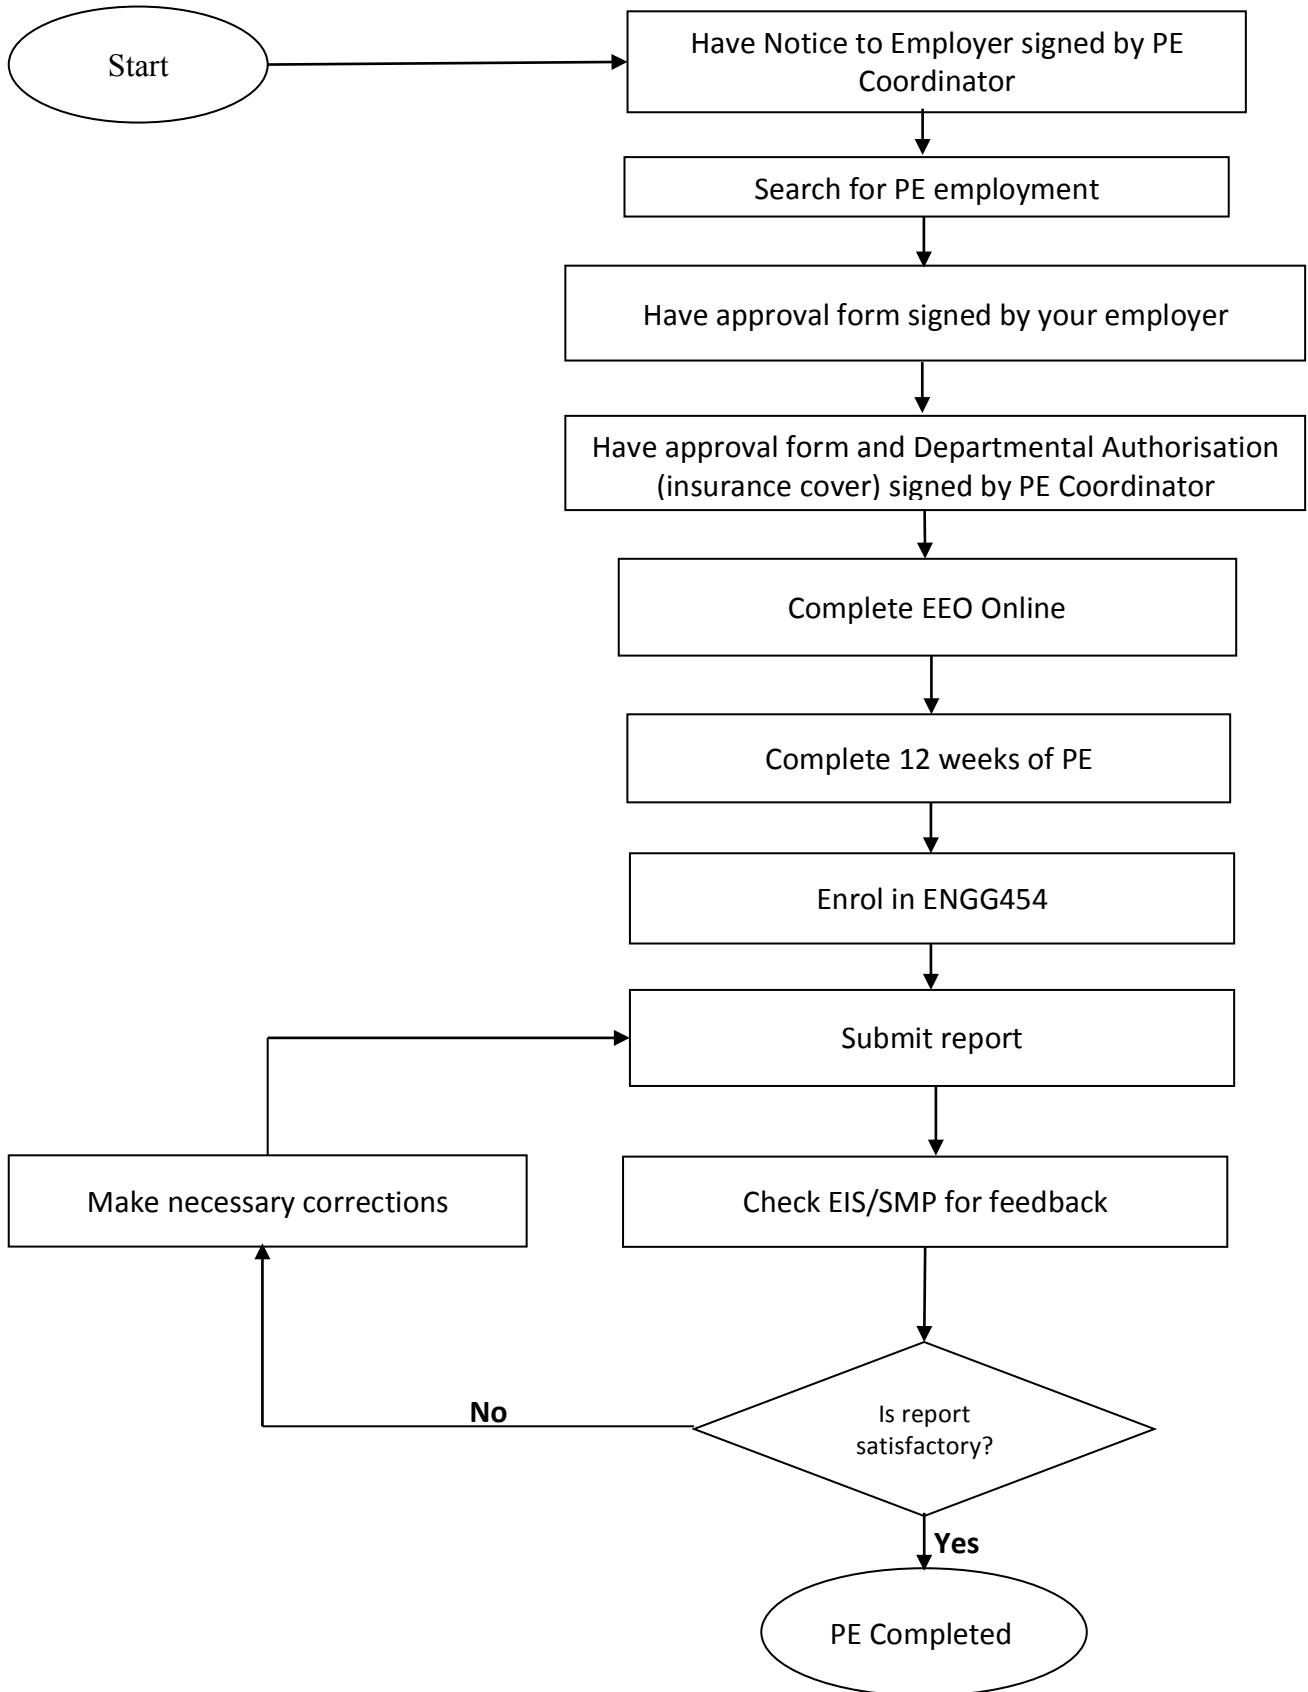 Start
Have Notice to Employer signed by PE
Coordinator
Search for PE employment
Have approval form signed by your employer
Have approval form and Departmental Authorisation
(insurance cover) signed by PE Coordinator
Complete EEO Online
Complete 12 weeks of PE
Enrol in ENGG454
Submit report
Make necessary corrections
Check EIS/SMP for feedback
Is report
satisfactory?
No
Yes
PE Completed